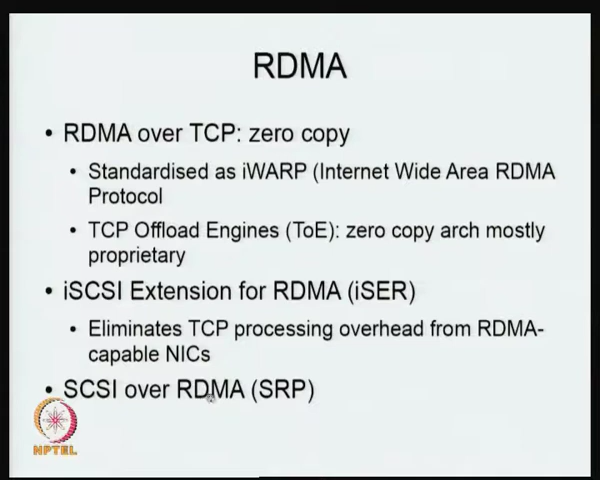 RDMA
• RDMA over TCP: zero copy
• Standardised as iWARP (Internet Wide Area RDMA
Protocol
• TCP Offload Engines (ToE): zero copy arch mostly
proprietary
• iSCSI Extension for RDMA (iSER)
• Eliminates TCP processing overhead from RDMA-
capable NICs
• SCSI over RDMA (SRP)
NPTEL